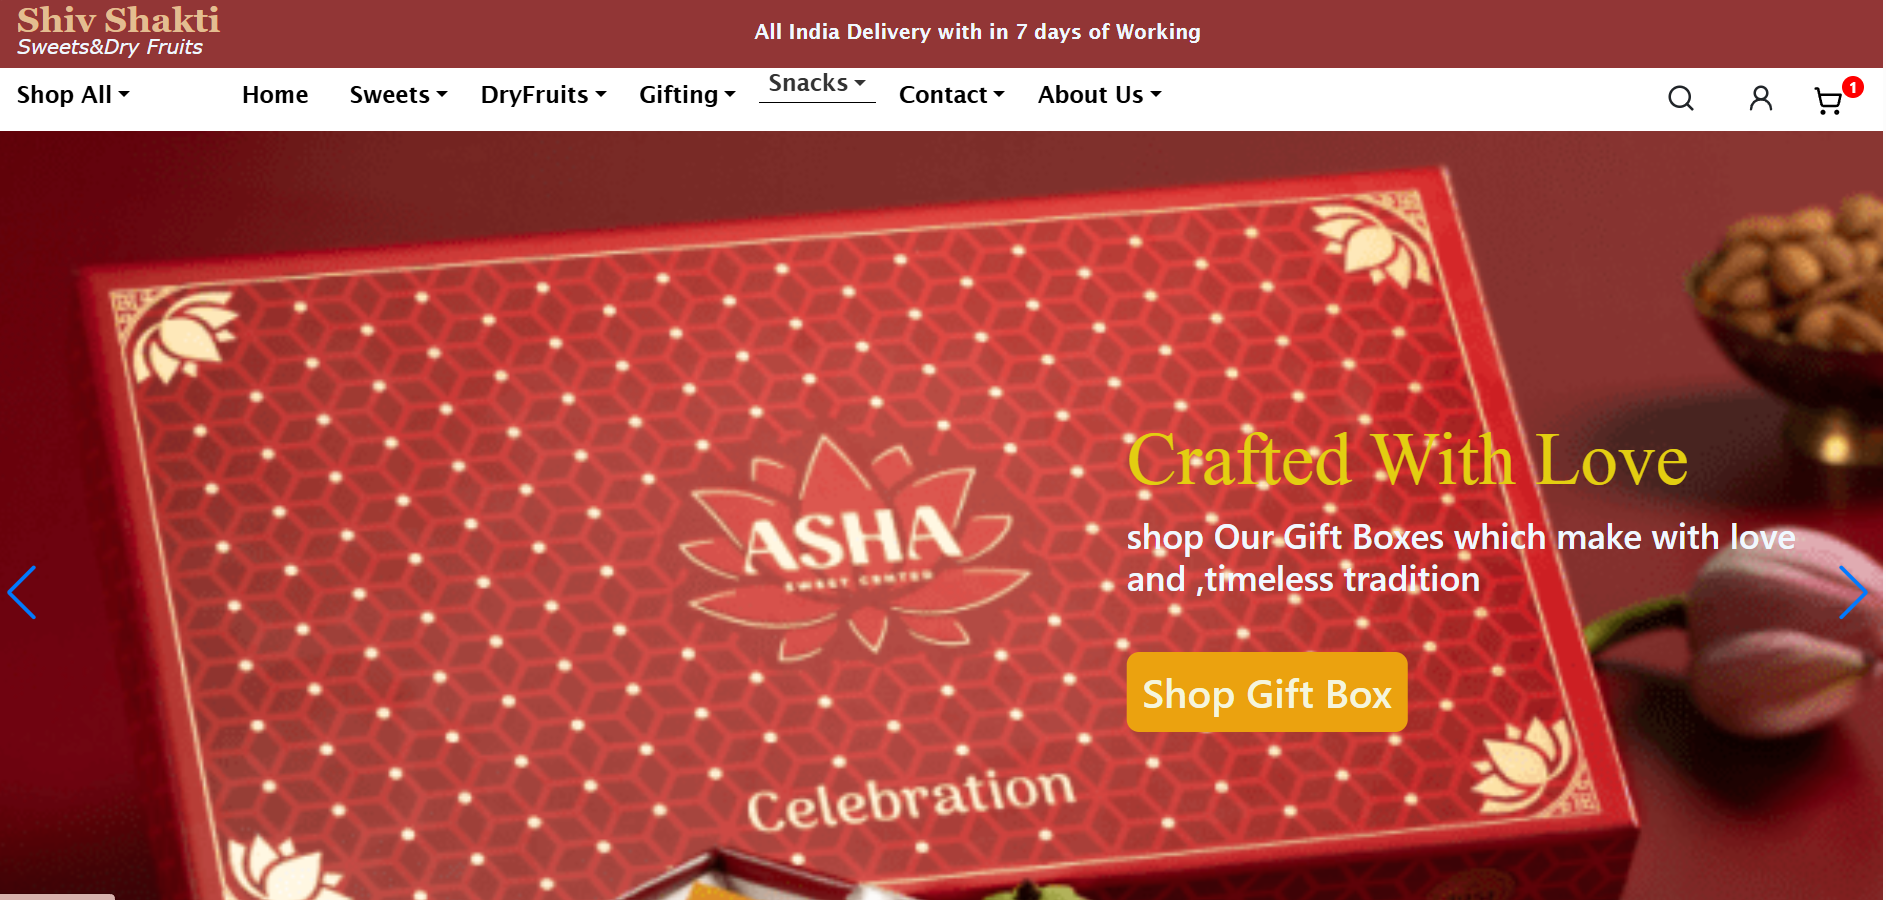 Shiv Shakti
Sweets&Dry Fruits
All India Delivery with in 7 days of Working
Shop All Home Sweets DryFruits Gifting Snacks Contact About Us
1
Crafted With Love
shop Our Gift Boxes which make with love
and ,timeless tradition
Shop Gift Box
ASHA
SWEET CENTER
Celebration